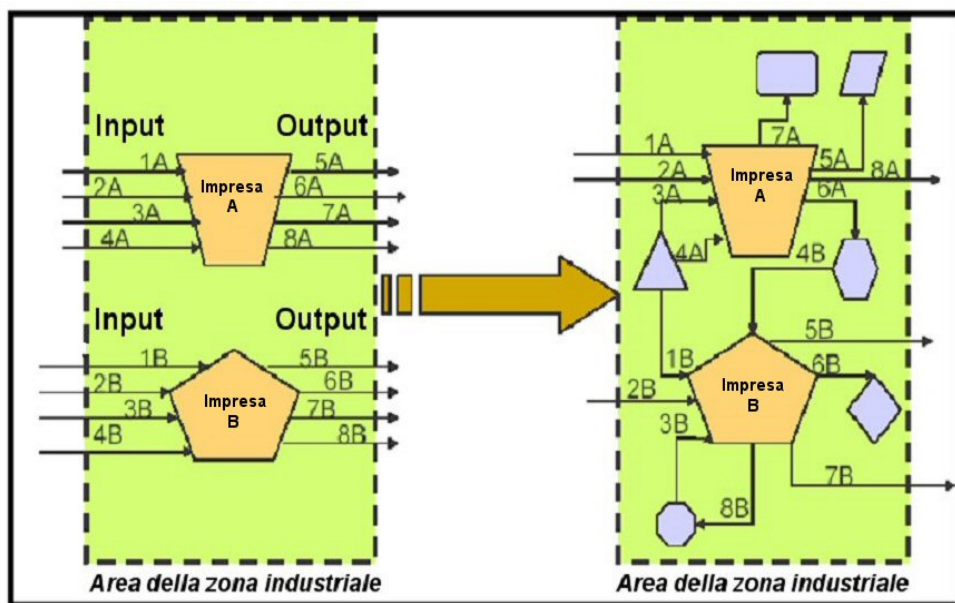 Input
Output
1A
2A
3A
4A
Impresa
A
5A
6A
7A
8A
Input
Output
1B
2B
3B
4B
Impresa
B
5B
6B
7B
8B
Area della zona industriale
7A
1A
2A
3A
4A
Impresa
A
5A
8A
6A
4B
5B
1B
6B
2B
Impresa
B
3B
7B
8B
Area della zona industriale